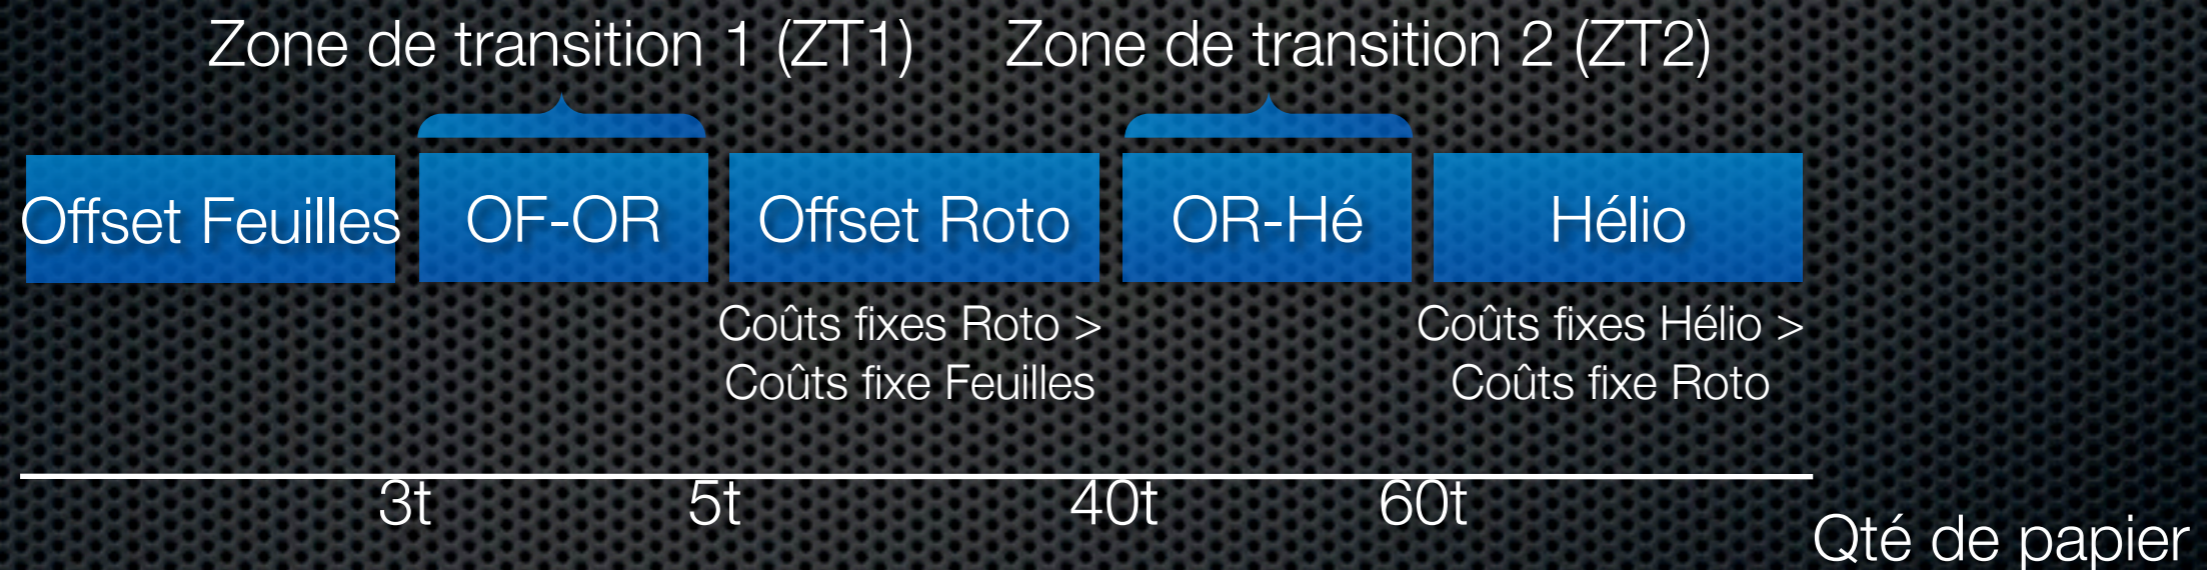 Zone de transition 1 (ZT1)
Zone de transition 2 (ZT2)
Offset Feuilles
OF-OR
Offset Roto
OR-Hé
Hélio
Coûts fixes Roto >
Coûts fixe Feuilles
Coûts fixes Hélio >
Coûts fixe Roto
3t
5t
40t
60t
Qté de papier